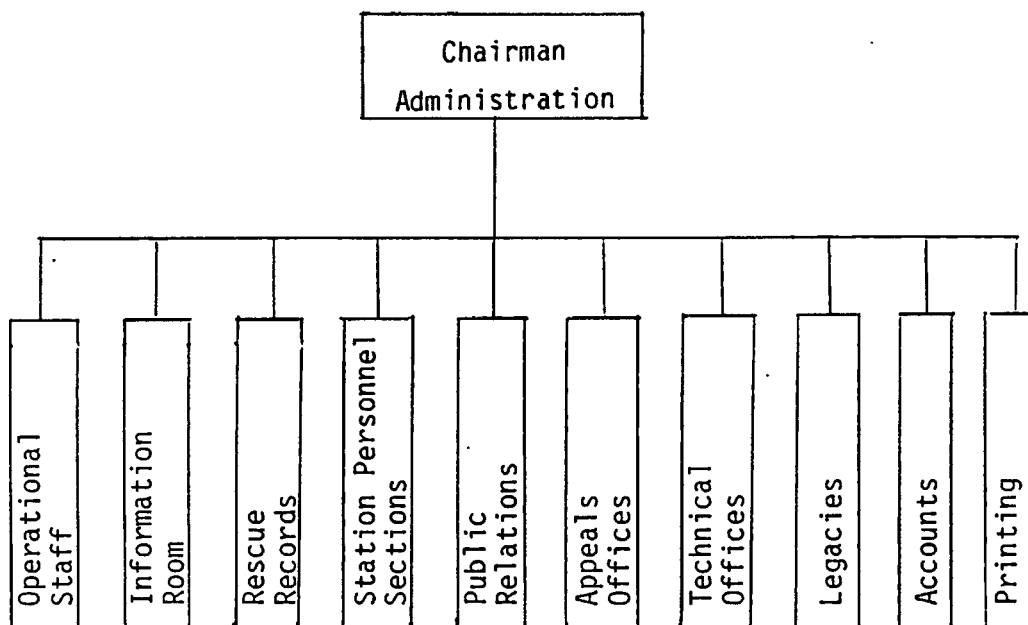 Chairman
Administration
Operational
Staff
Information
Room
Rescue
Records
Station Personnel
Sections
Public
Relations
Appeals
Offices
Technical
Offices
Legacies
Accounts
Printing